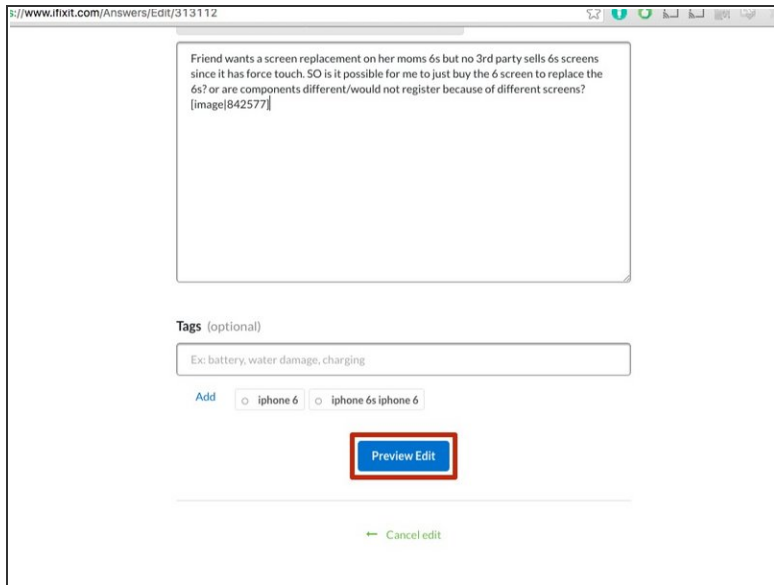 s://www.ifixit.com/Answers/Edit/313112
Friend wants a screen replacement on her moms 6s but no 3rd party sells 6s screens
since it has force touch. SO is it possible for me to just buy the 6 screen to replace the
6s? or are components different/would not register because of different screens?
[image|842577]
Tags (optional)
Ex: battery, water damage, charging
Add iphone 6 iphone 6s iphone 6
Preview Edit
← Cancel edit